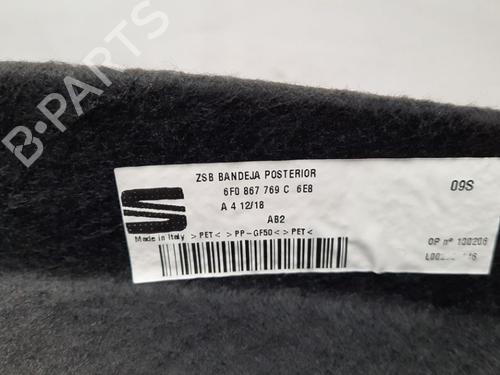 B-PARTS
ZSB BANDEJA POSTERIOR
6F0 867 769 C 6E8
09S
A 4 12/18
AB2
Made in Italy >PET< >PP-GF50< >PET<
OP nº 100206